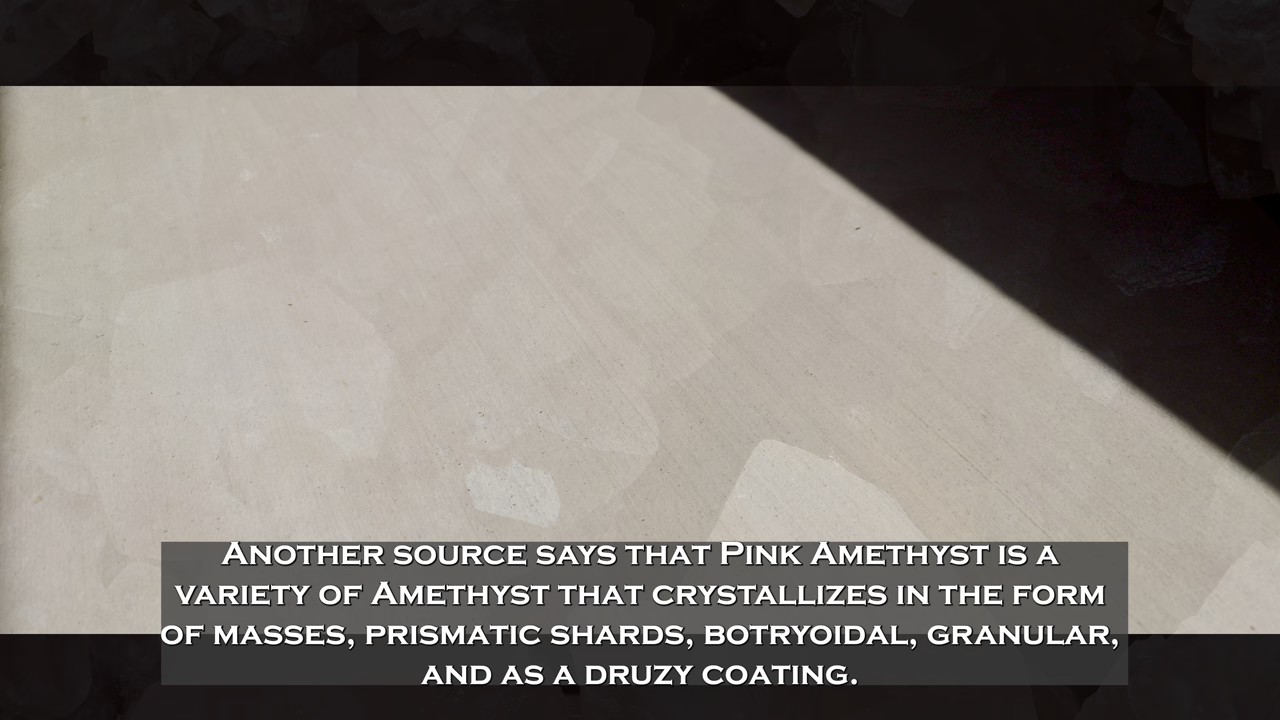 Another source says that Pink Amethyst is a
variety of Amethyst that crystallizes in the form
of masses, prismatic shards, botryoidal, granular,
and as a druzy coating.